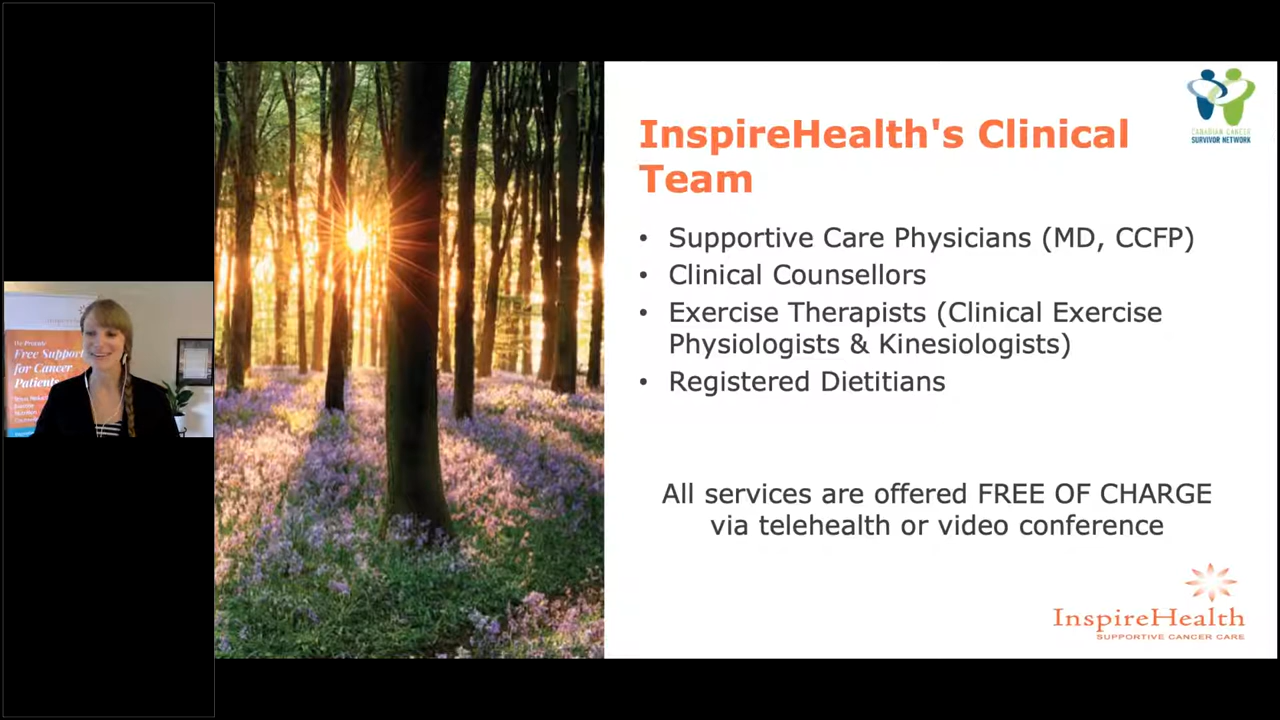 Free Support
for Cancer
Patients
InspireHealth's Clinical
Team
• Supportive Care Physicians (MD, CCFP)
• Clinical Counsellors
• Exercise Therapists (Clinical Exercise
Physiologists & Kinesiologists)
• Registered Dietitians
All services are offered FREE OF CHARGE
via telehealth or video conference
CANADIAN CANCER
SURVIVOR NETWORK
InspireHealth
SUPPORTIVE CANCER CARE